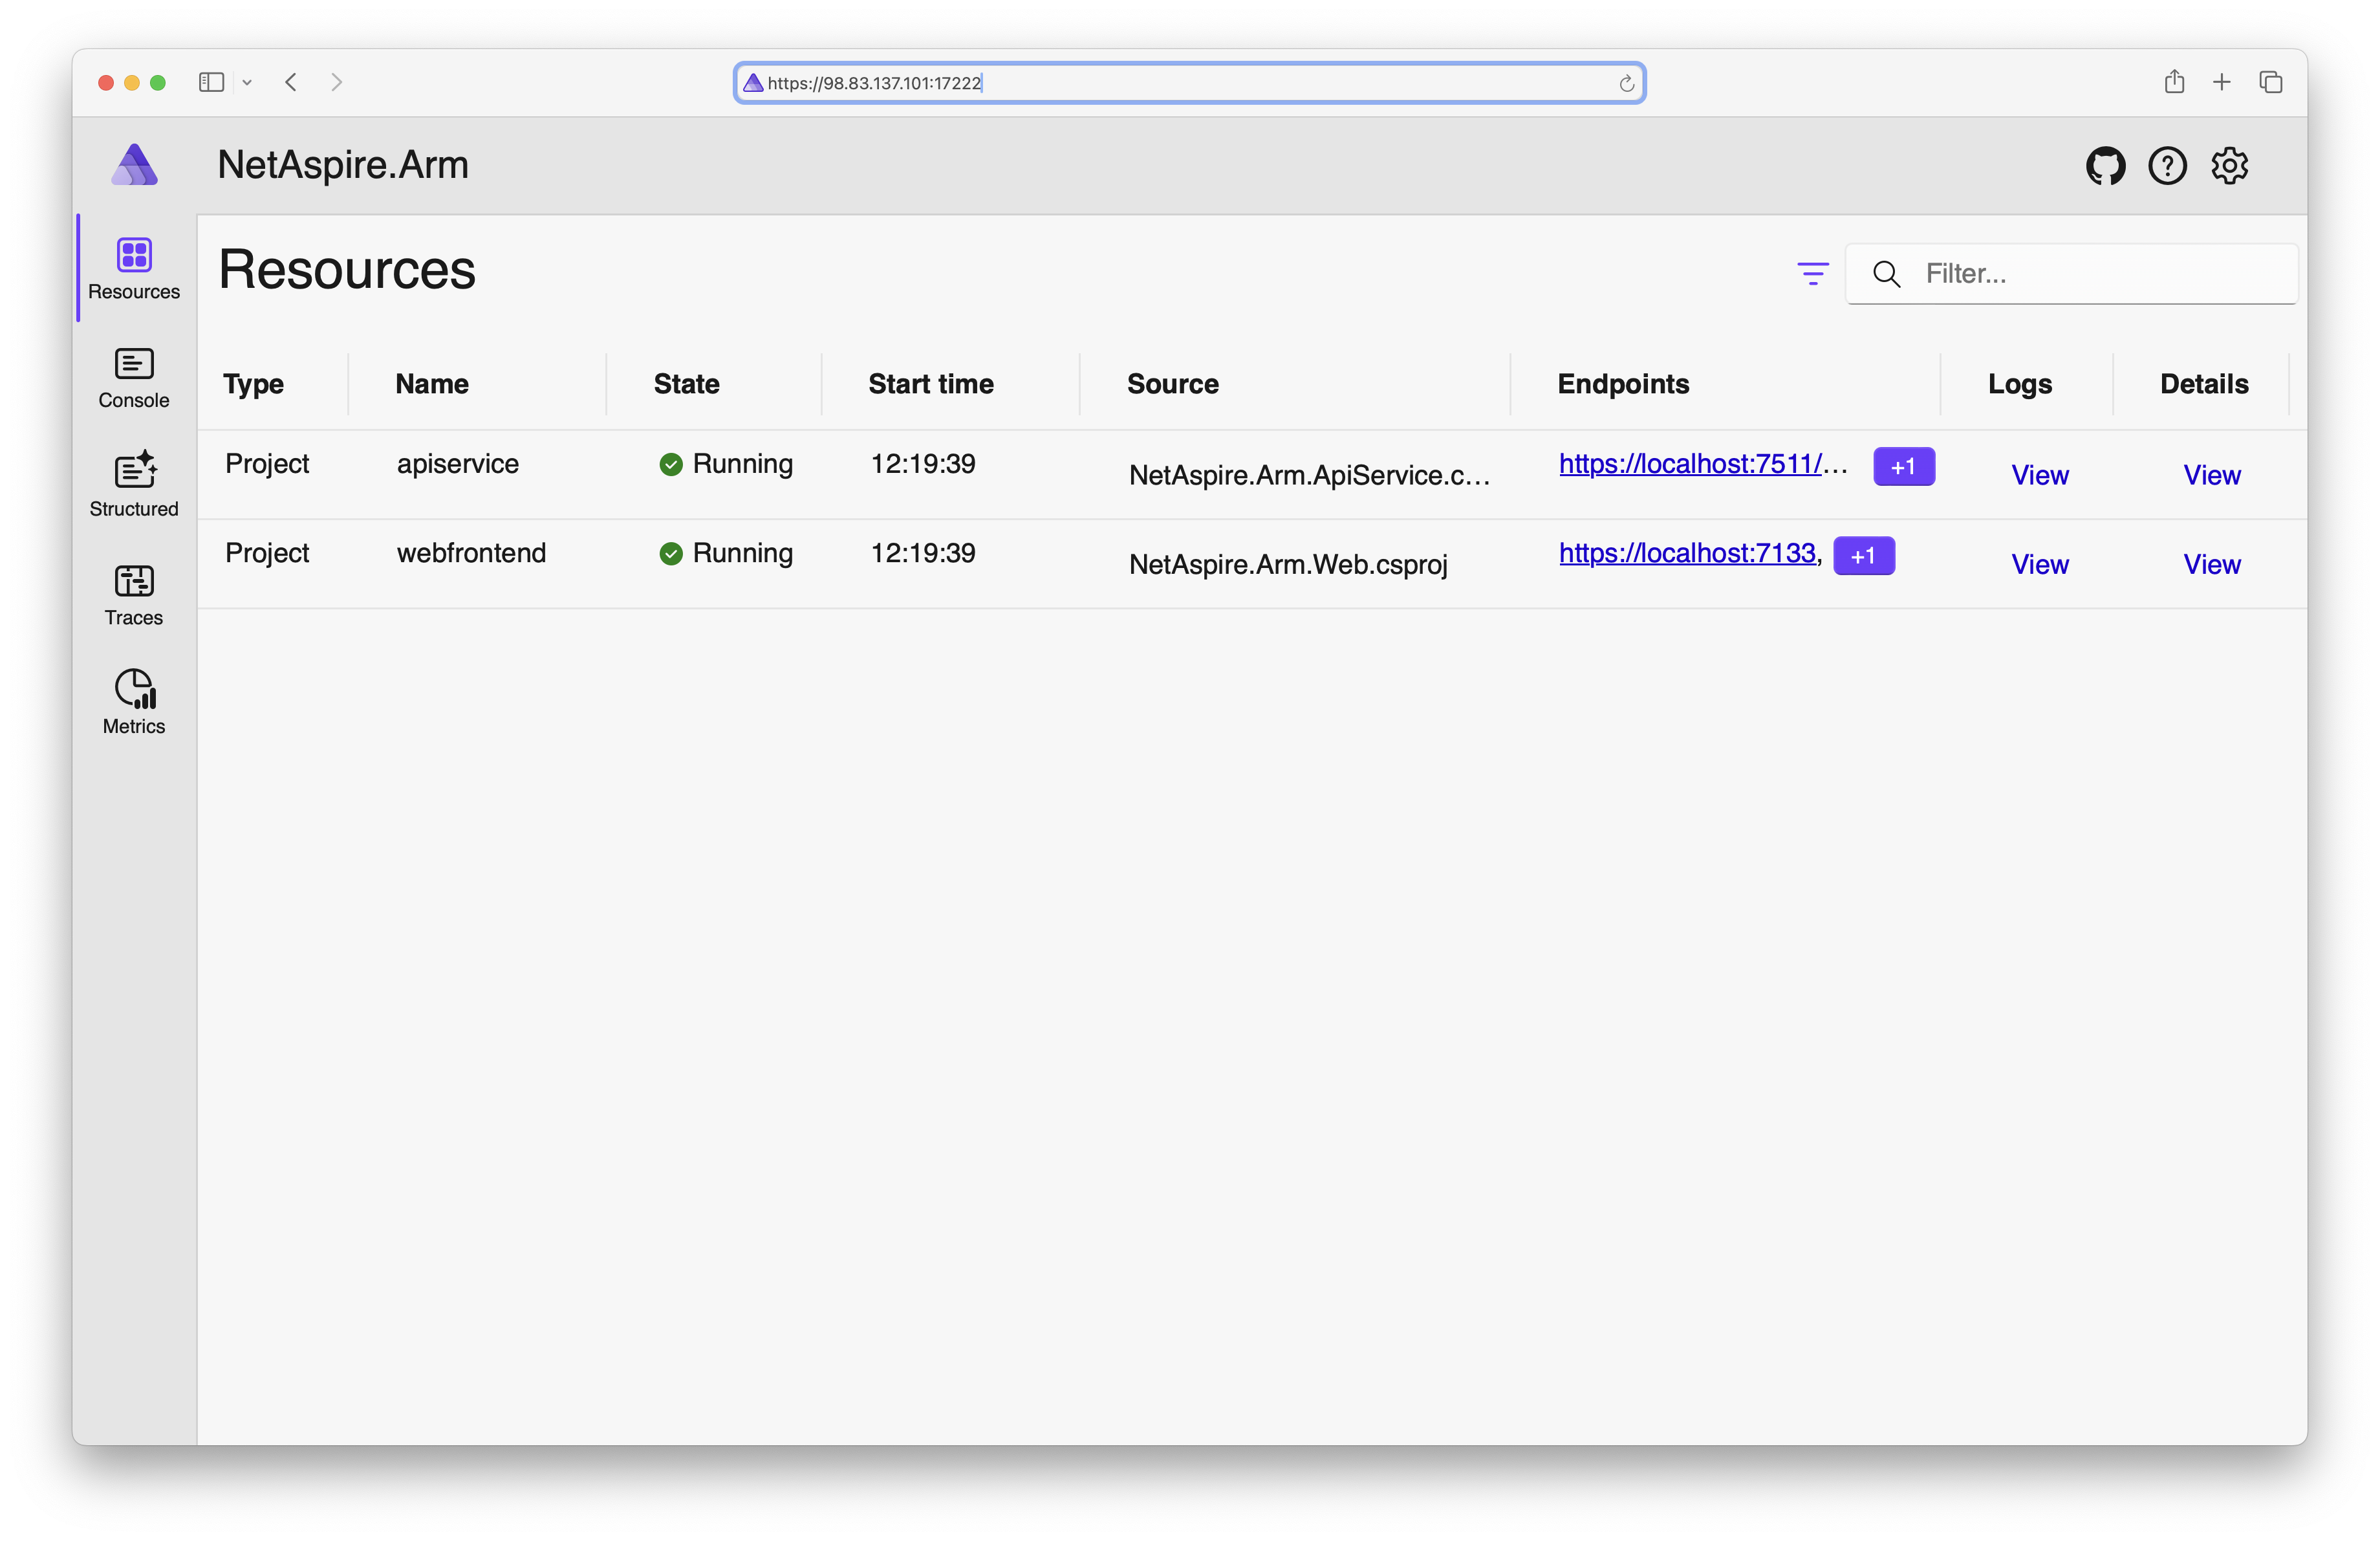 https://98.83.137.101:17222
NetAspire.Arm
Resources
Filter...
Resources
Console
Structured
Traces
Metrics
Type Name State Start time Source Endpoints Logs Details
Project apiservice Running 12:19:39 NetAspire.Arm.ApiService.c... https://localhost:7511/... +1 View View
Project webfrontend Running 12:19:39 NetAspire.Arm.Web.csproj https://localhost:7133, +1 View View